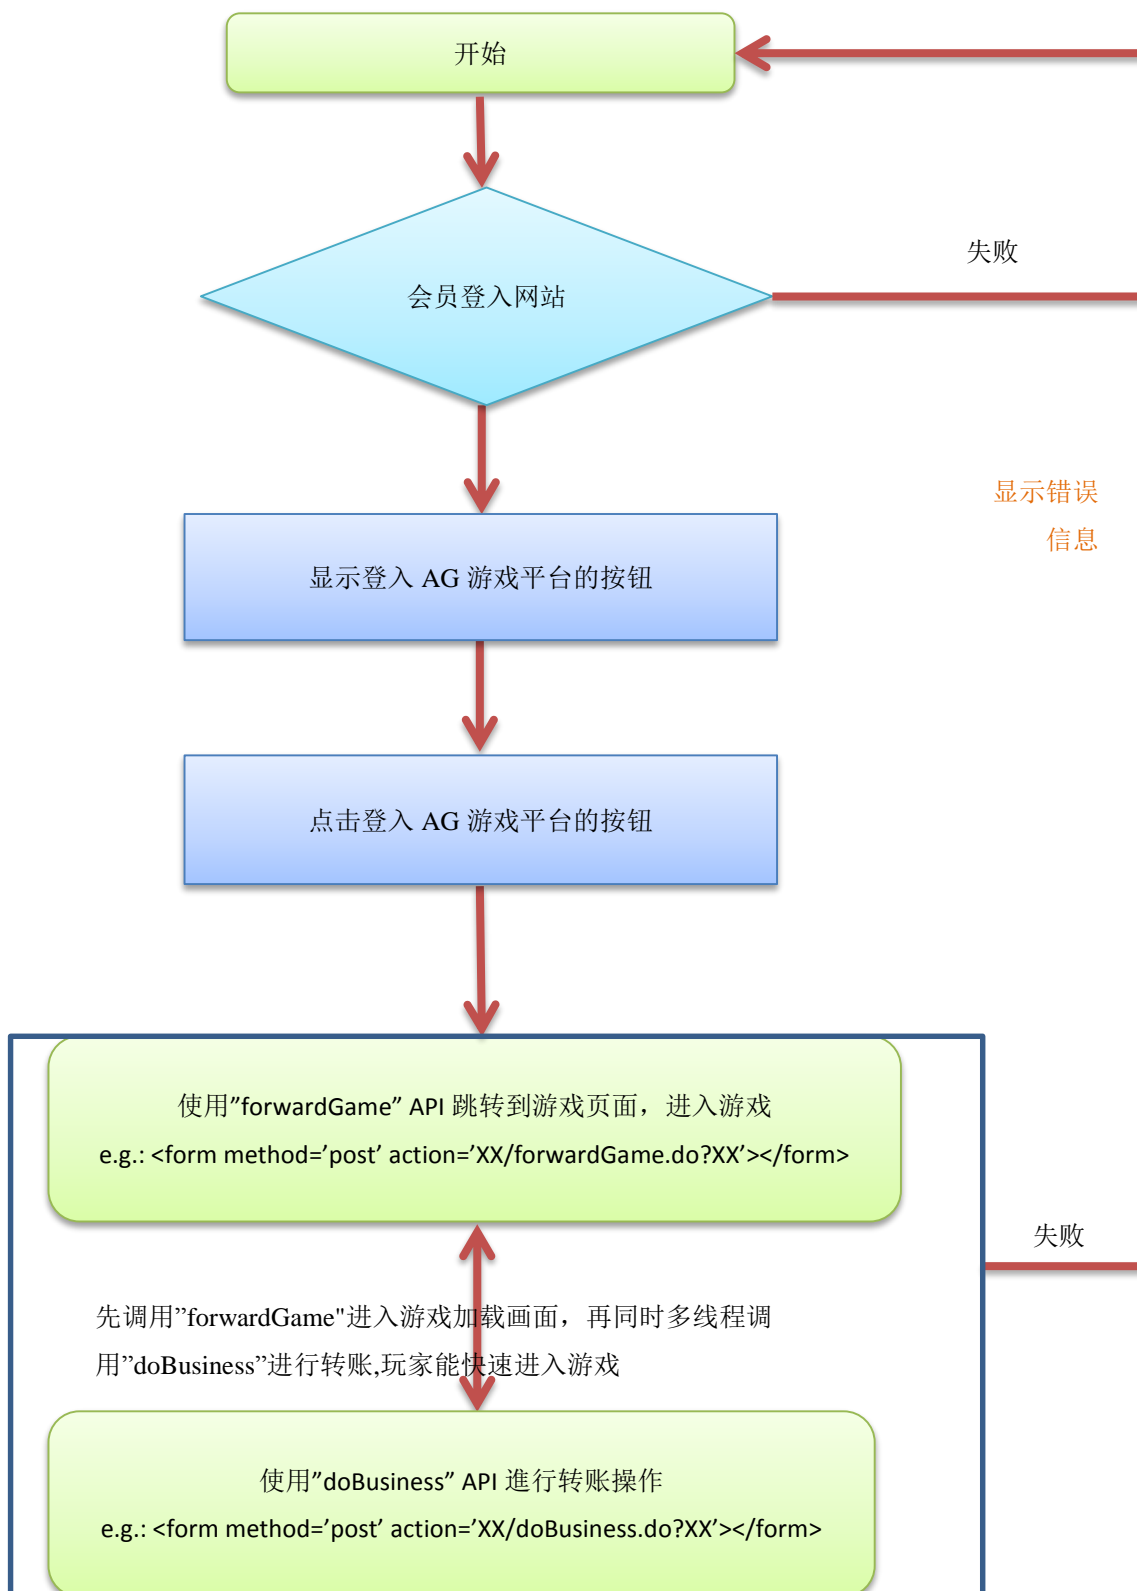 开始
失败
会员登入网站
显示错误
信息
显示登入 AG 游戏平台的按钮
点击登入 AG 游戏平台的按钮
使用”forwardGame” API 跳转到游戏页面，进入游戏
e.g.: <form method=’post’ action=’XX/forwardGame.do?XX’></form>
失败
先调用”forwardGame"进入游戏加载画面，再同时多线程调
用”doBusiness”进行转账,玩家能快速进入游戏
使用”doBusiness” API 進行转账操作
e.g.: <form method=’post’ action=’XX/doBusiness.do?XX’></form>